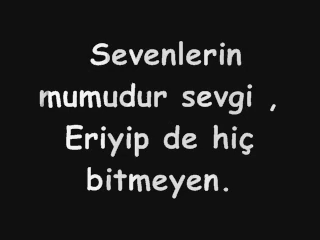 Sevenlerin
mumudur sevgi ,
Eriyip de hiç
bitmeyen.